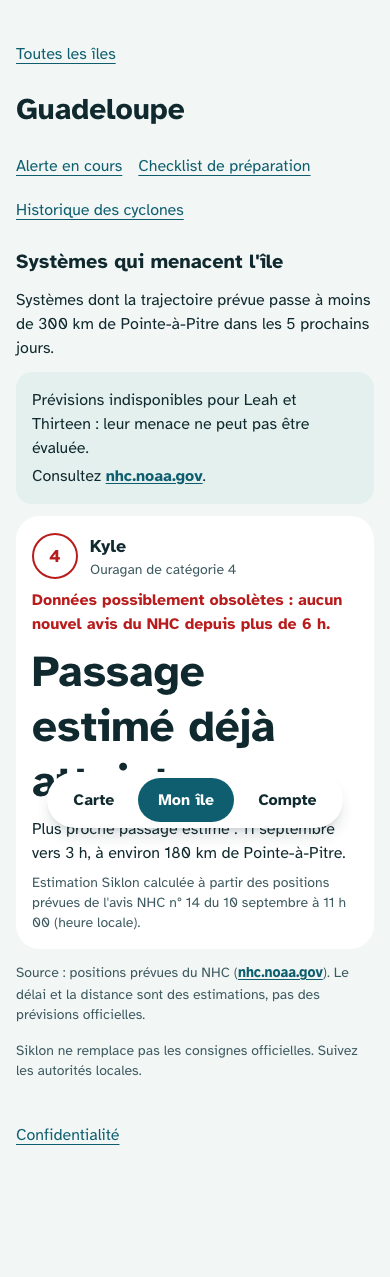 Toutes les îles
Guadeloupe
Alerte en cours Checklist de préparation
Historique des cyclones
Systèmes qui menacent l'île
Systèmes dont la trajectoire prévue passe à moins
de 300 km de Pointe-à-Pitre dans les 5 prochains
jours.
Prévisions indisponibles pour Leah et
Thirteen : leur menace ne peut pas être
évaluée.
Consultez nhc.noaa.gov.
4
Kyle
Ouragan de catégorie 4
Données possiblement obsolètes : aucun
nouvel avis du NHC depuis plus de 6 h.
Passage
estimé déjà
Carte Mon île Compte
Plus proche passage estimé : 11 septembre
vers 3 h, à environ 180 km de Pointe-à-Pitre.
Estimation Siklon calculée à partir des positions
prévues de l'avis NHC n° 14 du 10 septembre à 11 h
00 (heure locale).
Source : positions prévues du NHC (nhc.noaa.gov). Le
délai et la distance sont des estimations, pas des
prévisions officielles.
Siklon ne remplace pas les consignes officielles. Suivez
les autorités locales.
Confidentialité